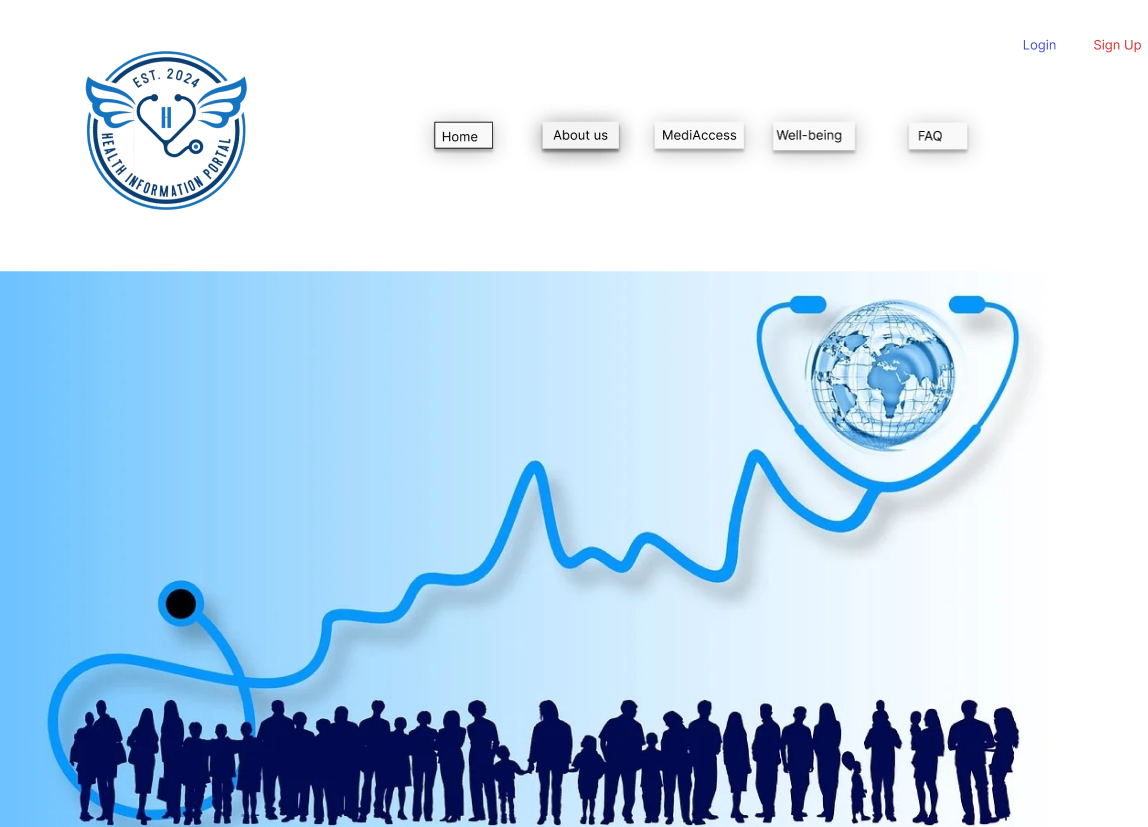 Login Sign Up
EST. 2024
H
HEALTH INFORMATION PORTAL
Home About us MediAccess Well-being FAQ